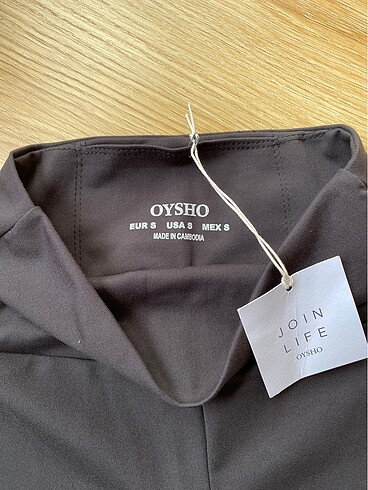 OYSHO
EUR S USA S MEX S
MADE IN CAMBODIA
JOIN
LIFE
OYSHO